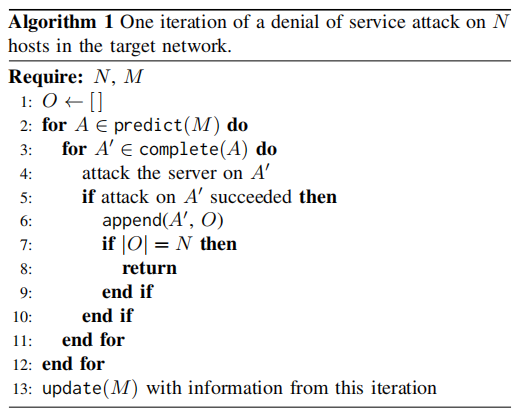 Algorithm 1 One iteration of a denial of service attack on N
hosts in the target network.
Require: N, M
1: O ← []
2: for A ∈ predict(M) do
3: for A′ ∈ complete(A) do
4: attack the server on A′
5: if attack on A′ succeeded then
6: append(A′, O)
7: if |O| = N then
8: return
9: end if
10: end if
11: end for
12: end for
13: update(M) with information from this iteration